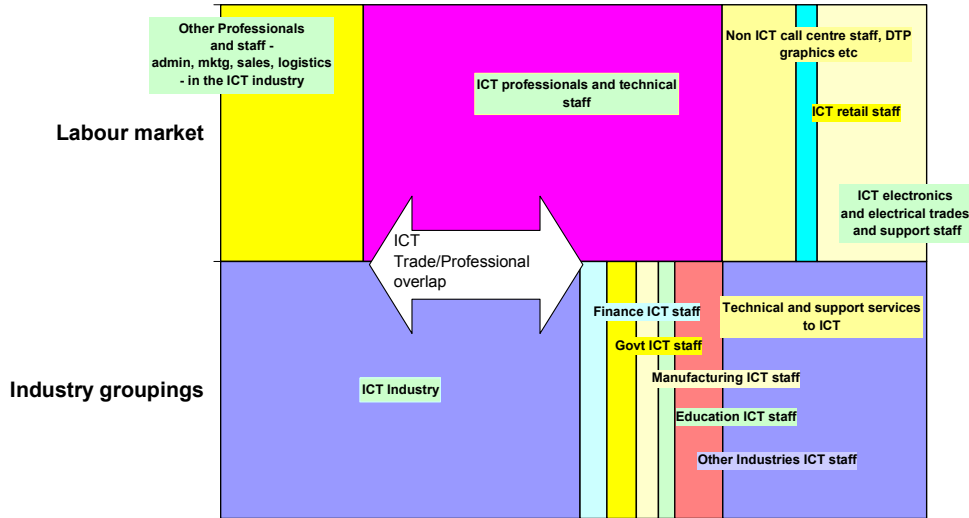 Other Professionals
and staff -
admin, mktg, sales, logistics
- in the ICT industry
ICT professionals and technical
staff
Non ICT call centre staff, DTP
graphics etc
ICT retail staff
Labour market
ICT electronics
and electrical trades
and support staff
ICT
Trade/Professional
overlap
Finance ICT staff
Technical and support services
to ICT
Govt ICT staff
Manufacturing ICT staff
Industry groupings
ICT Industry
Education ICT staff
Other Industries ICT staff